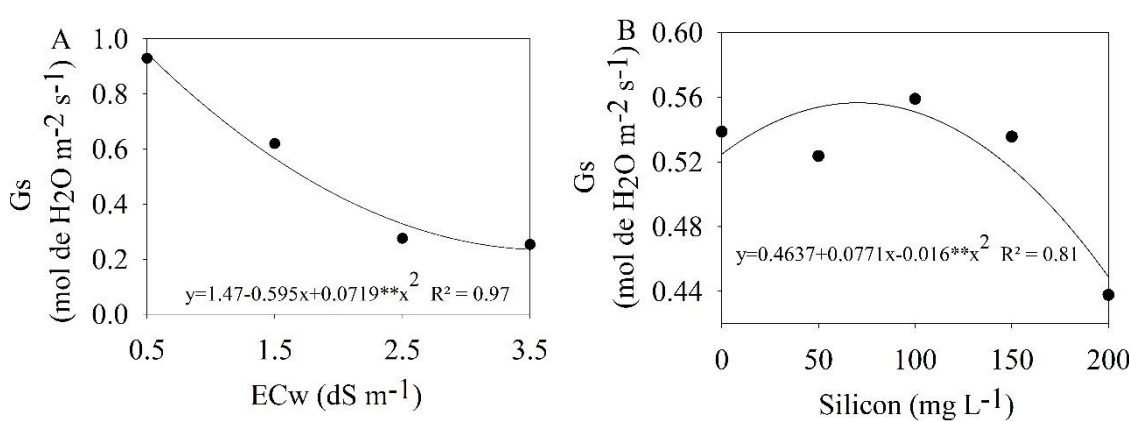 A
Gs
(mol de H2O m-2 s-1)
1.0
0.8
0.6
0.4
0.2
0.0
y=1.47-0.595x+0.0719**x2 R² = 0.97
0.5 1.5 2.5 3.5
ECw (dS m-1)
B
Gs
(mol de H2O m-2 s-1)
0.60
0.56
0.52
0.48
0.44
y=0.4637+0.0771x-0.016**x2 R² = 0.81
0 50 100 150 200
Silicon (mg L-1)